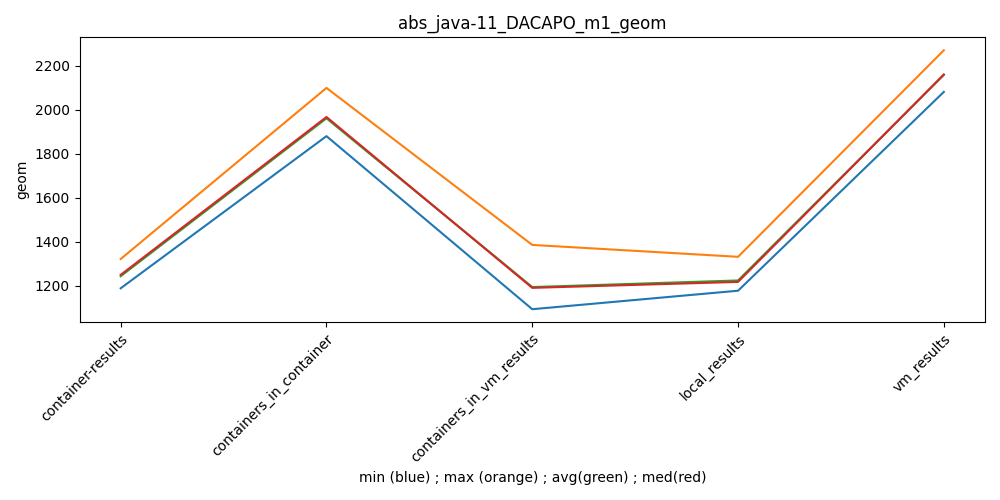 abs_java-11_DACAPO_m1_geom
geom
2200
2000
1800
1600
1400
1200
container-results
containers_in_container
containers_in_vm_results
local_results
vm_results
min (blue) ; max (orange) ; avg(green) ; med(red)